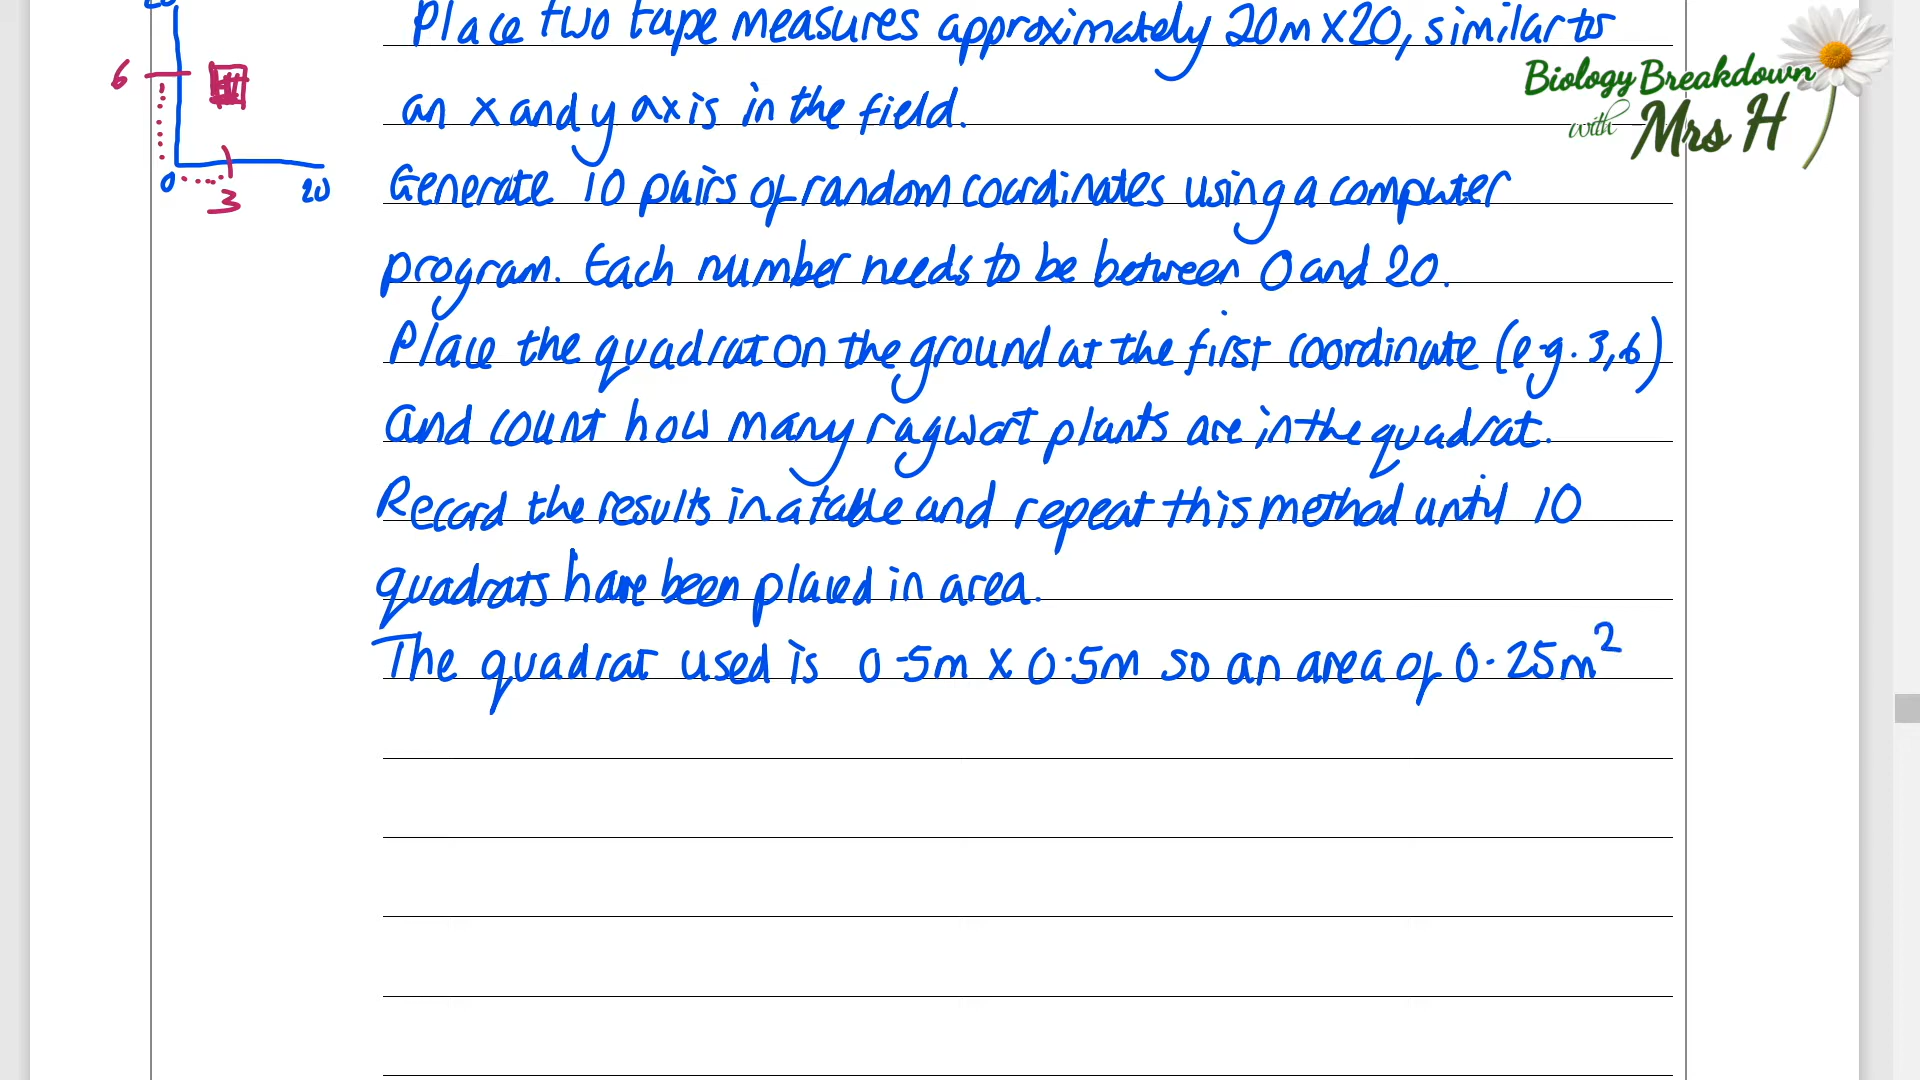 Place two tape measures approximately 20m x 20, similar to
an x and y axis in the field.
Generate 10 pairs of random coordinates using a computer
program. Each number needs to be between 0 and 20.
Place the quadrat on the ground at the first coordinate (e.g. 3,6)
and count how many ragwort plants are in the quadrat.
Record the results in a table and repeat this method until 10
quadrats have been placed in area.
The quadrat used is 0.5m x 0.5m so an area of 0.25m²
20
6
0
3
20
Biology Breakdown
with Mrs H